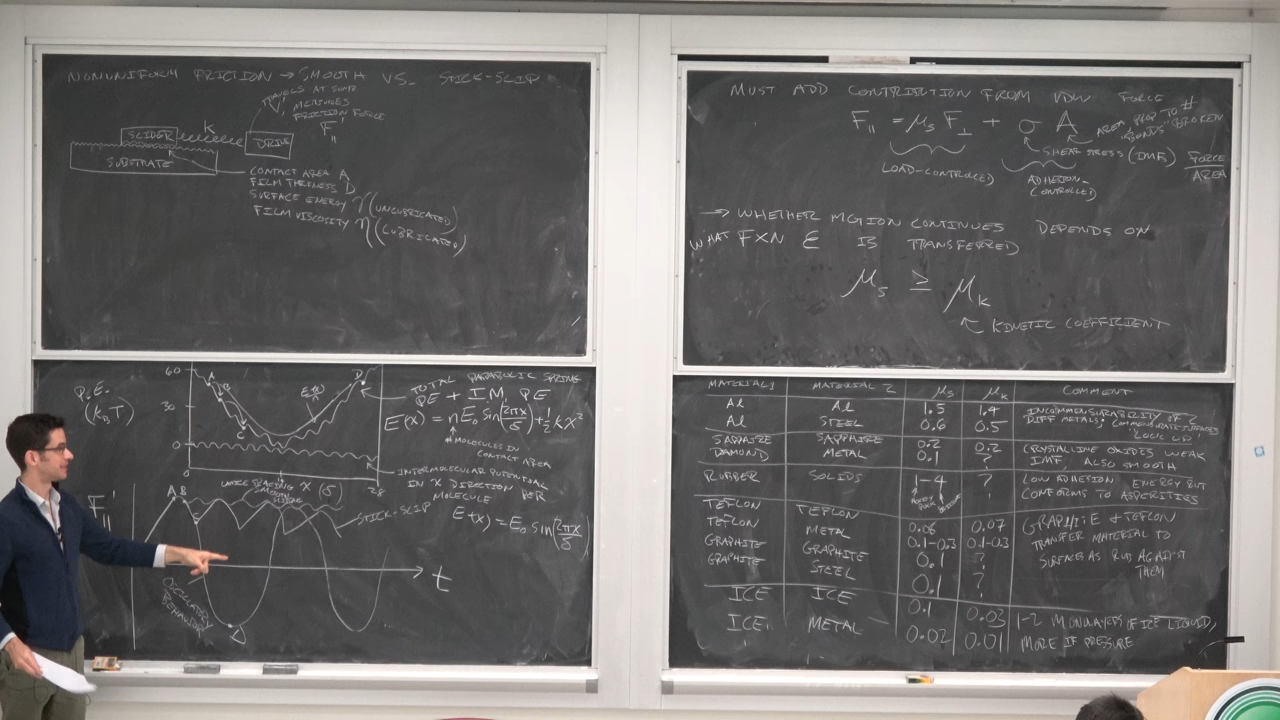 NONUNIFORM FRICTION → SMOOTH VS. STICK-SLIP
TRAVELS AT SOME
V, MEASURES
FRICTION FORCE
F||
SLIDER
K
DRIVE
SUBSTRATE
CONTACT AREA A
FILM THICKNESS D
SURFACE ENERGY γ (UNLUBRICATED)
FILM VISCOSITY η (LUBRICATED)
P.E.
(k_B T)
60
30
0
0
28
A
B
C
D
E(x)
X (δ)
TOTAL PARABOLIC SPRING
PE + IM. PE
E(x) = nE₀ sin(2πx/δ) + ½kx²
# MOLECULES IN
CONTACT AREA
INTERMOLECULAR POTENTIAL
IN X DIRECTION PER
MOLECULE
E(x) = E₀ sin(2πx/δ)
F||
A B
C
STICK-SLIP
SMOOTH
t
OSCILLATORY
BEHAVIOR
D
MUST ADD CONTRIBUTION FROM VDW FORCE
F|| = μs F⊥ + σ A
AREA PROP TO #
"BONDS" BROKEN
SHEAR STRESS (IMF) FORCE/AREA
LOAD-CONTROLLED
ADHESION-
CONTROLLED
→ WHETHER MOTION CONTINUES DEPENDS ON
WHAT FXN E IS TRANSFERRED
μs ≥ μk
KINETIC COEFFICIENT
MATERIAL 1 MATERIAL 2 μs μk COMMENT
Al Al 1.5 1.4 INCOMMENSURABILITY OF 2
Al STEEL 0.6 0.5 DIFF METALS. COMMENSURATE SURFACES
"LOCK UP"
SAPPHIRE SAPPHIRE 0.2 0.2 CRYSTALLINE OXIDES WEAK
DIAMOND METAL 0.1 ? IMF, ALSO SMOOTH
RUBBER SOLIDS 1-4 ? LOW ADHESION ENERGY BUT
CONFORMS TO ASPERITIES
TEFLON TEFLON 0.06 0.07 GRAPHITE & TEFLON
TEFLON METAL 0.1-0.3 0.1-0.3 TRANSFER MATERIAL TO
GRAPHITE GRAPHITE 0.1 ? SURFACE AS RUB AGAINST
GRAPHITE STEEL 0.1 ? THEM
ICE ICE 0.1 0.03 1-2 MONOLAYERS OF ICE LIQUID,
ICE METAL 0.02 0.01 MORE IF PRESSURE